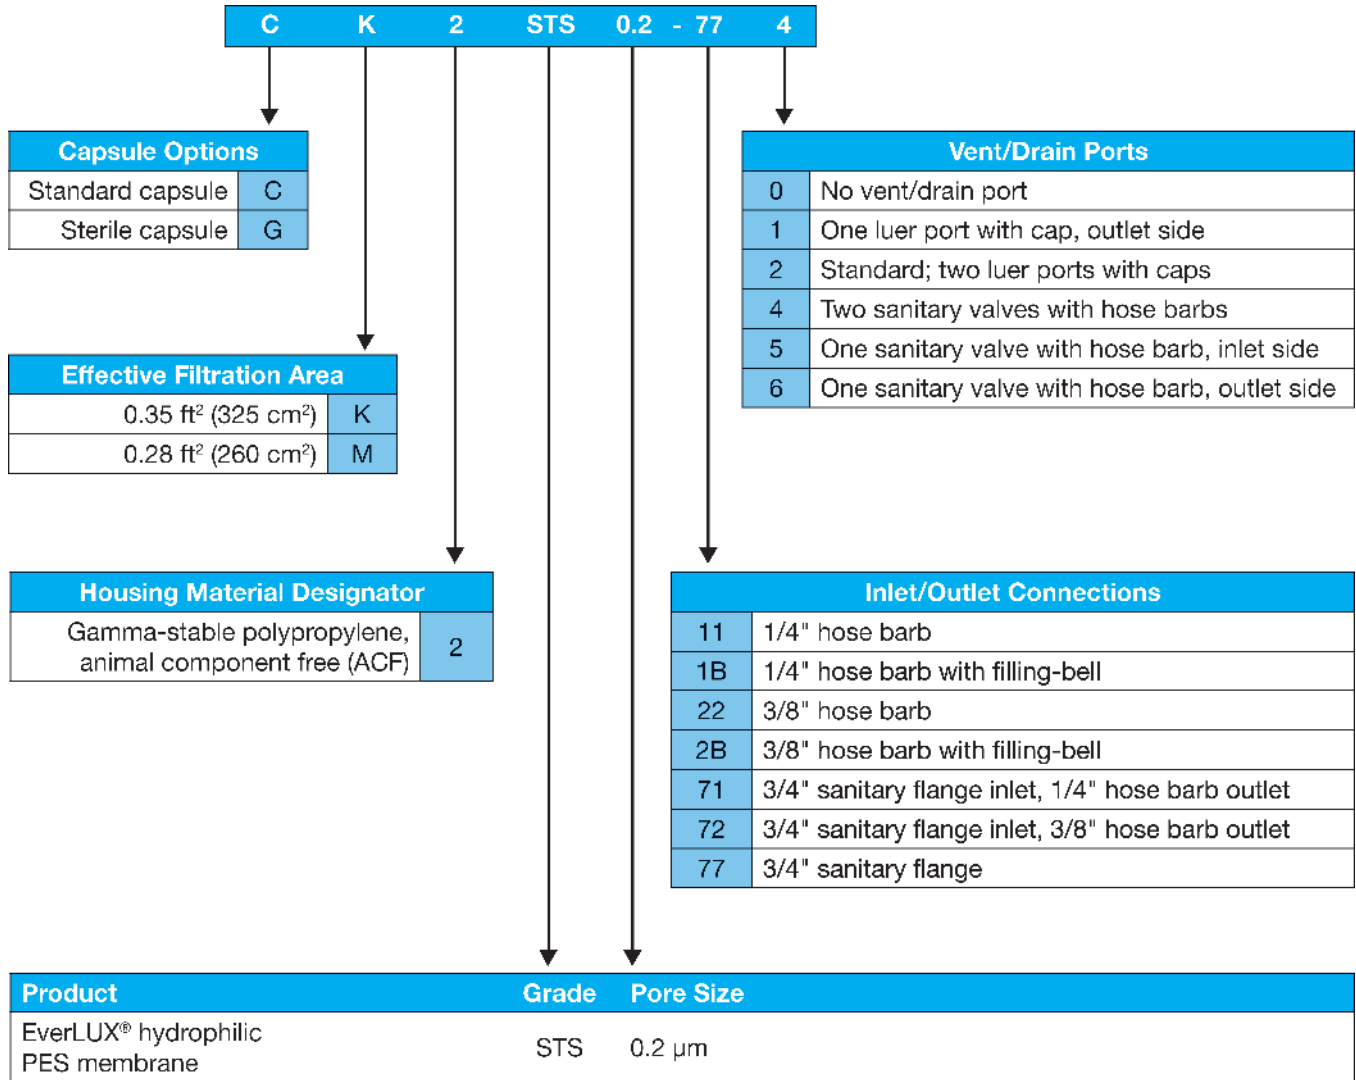 C K 2 STS 0.2 - 77 4
Capsule Options
Standard capsule C
Sterile capsule G
Effective Filtration Area
0.35 ft² (325 cm²) K
0.28 ft² (260 cm²) M
Housing Material Designator
Gamma-stable polypropylene,
animal component free (ACF) 2
Vent/Drain Ports
0 No vent/drain port
1 One luer port with cap, outlet side
2 Standard; two luer ports with caps
4 Two sanitary valves with hose barbs
5 One sanitary valve with hose barb, inlet side
6 One sanitary valve with hose barb, outlet side
Inlet/Outlet Connections
11 1/4" hose barb
1B 1/4" hose barb with filling-bell
22 3/8" hose barb
2B 3/8" hose barb with filling-bell
71 3/4" sanitary flange inlet, 1/4" hose barb outlet
72 3/4" sanitary flange inlet, 3/8" hose barb outlet
77 3/4" sanitary flange
Product Grade Pore Size
EverLUX® hydrophilic
PES membrane STS 0.2 µm